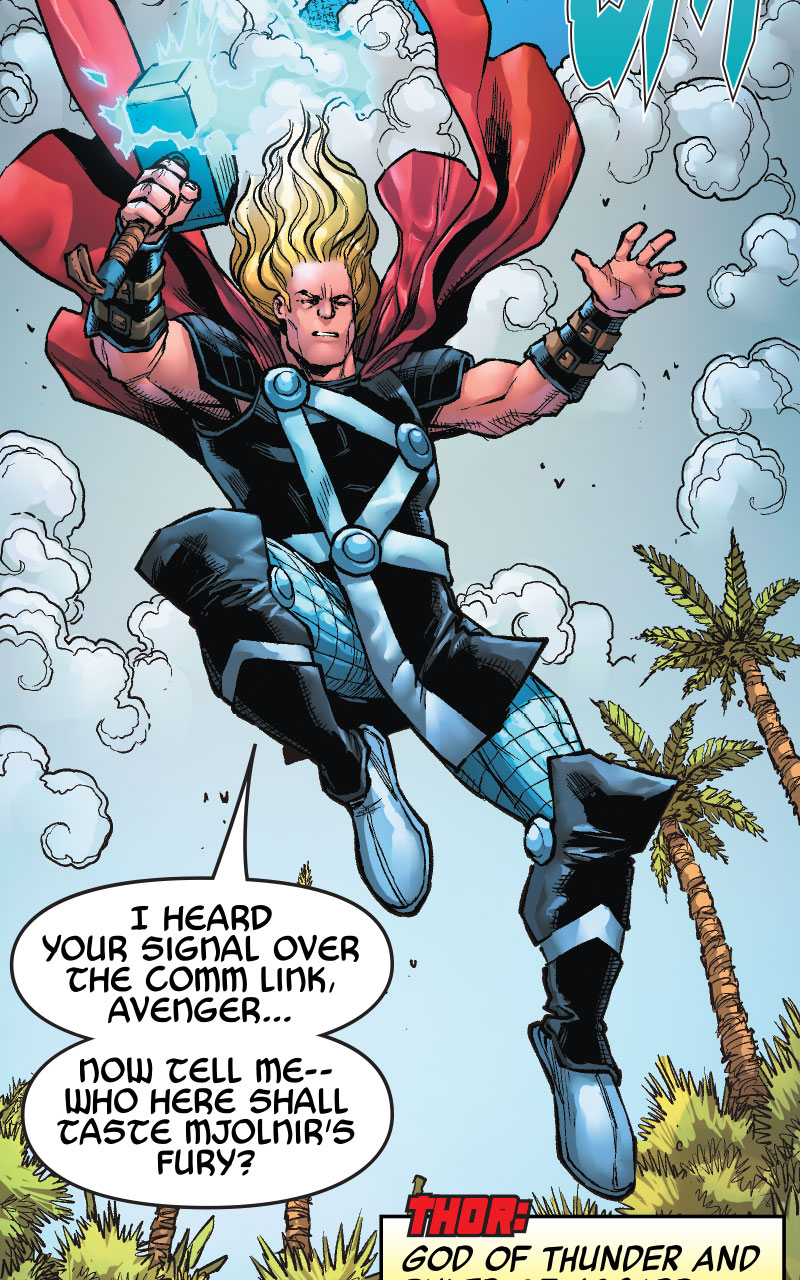 I HEARD
YOUR SIGNAL OVER
THE COMM LINK,
AVENGER...
NOW TELL ME--
WHO HERE SHALL
TASTE MJOLNIR'S
FURY?
THOR:
GOD OF THUNDER AND